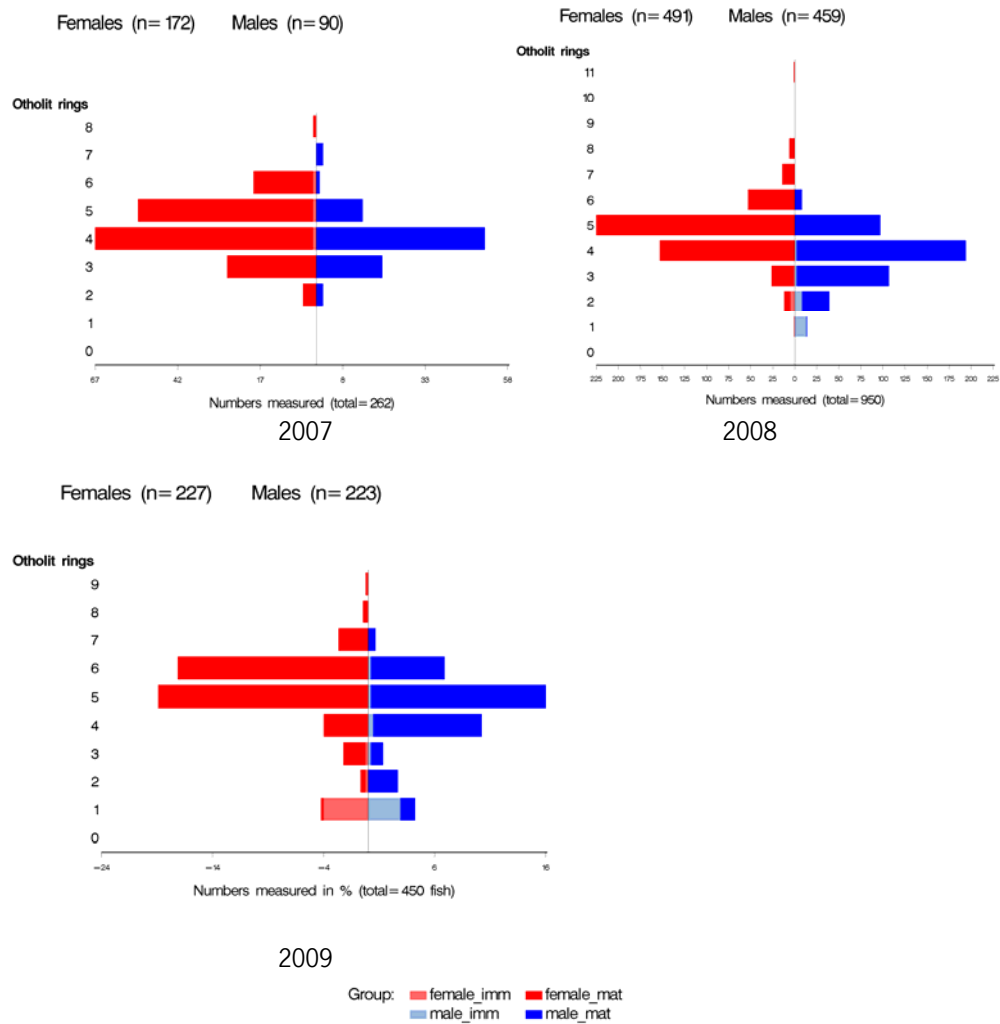 Females (n= 172) Males (n= 90)
Otholit rings
8
7
6
5
4
3
2
1
0
67 42 17 8 33 58
Numbers measured (total= 262)
2007
Females (n= 491) Males (n= 459)
Otholit rings
11
10
9
8
7
6
5
4
3
2
1
0
225 200 175 150 125 100 75 50 25 0 25 50 75 100 125 150 175 200 225
Numbers measured (total= 950)
2008
Females (n= 227) Males (n= 223)
Otholit rings
9
8
7
6
5
4
3
2
1
0
−24 −14 −4 6 16
Numbers measured in % (total= 450 fish)
2009
Group: female_imm female_mat
male_imm male_mat